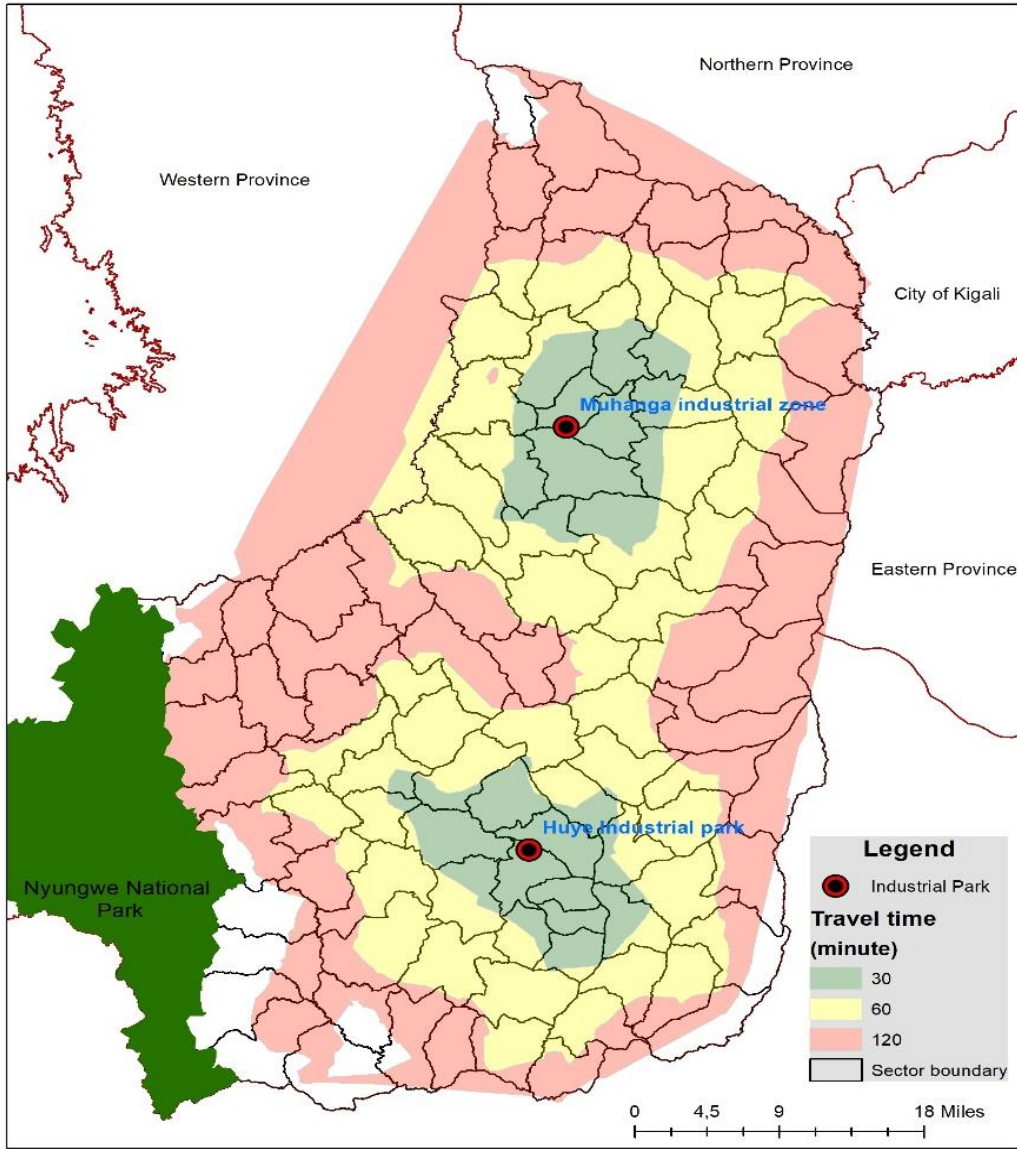 Northern Province
Western Province
City of Kigali
Muhanga industrial zone
Eastern Province
Huye Industrial park
Nyungwe National
Park
Legend
Industrial Park
Travel time
(minute)
30
60
120
Sector boundary
0 4,5 9 18 Miles